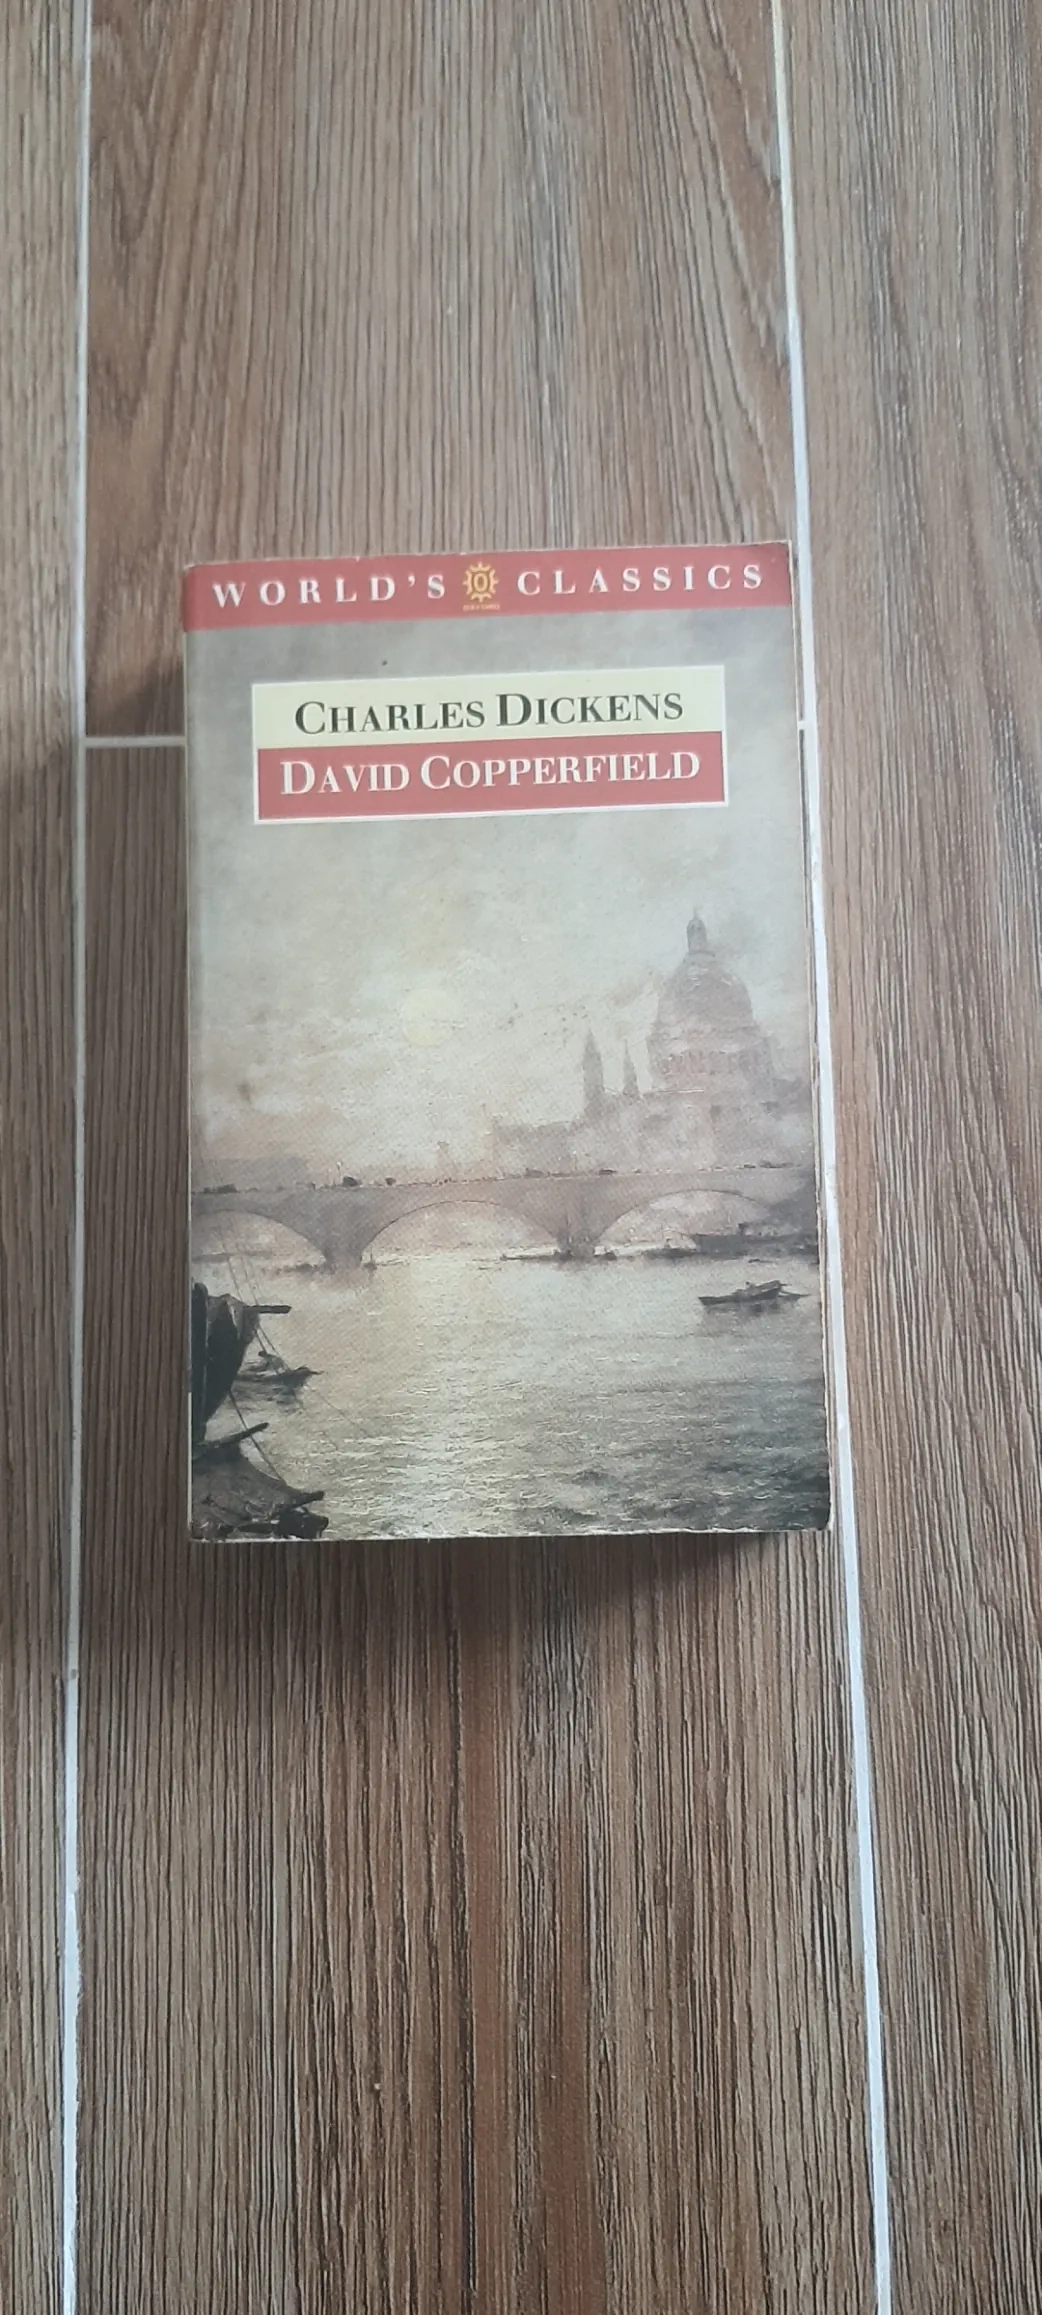 WORLD'S CLASSICS
CHARLES DICKENS
DAVID COPPERFIELD